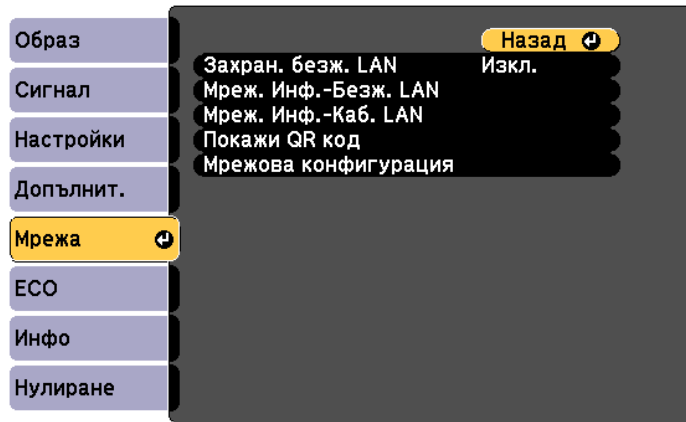 Образ
Сигнал
Настройки
Допълнит.
Мрежа
ECO
Инфо
Нулиране
Назад
Захран. безж. LAN Изкл.
Мреж. Инф.-Безж. LAN
Мреж. Инф.-Каб. LAN
Покажи QR код
Мрежова конфигурация